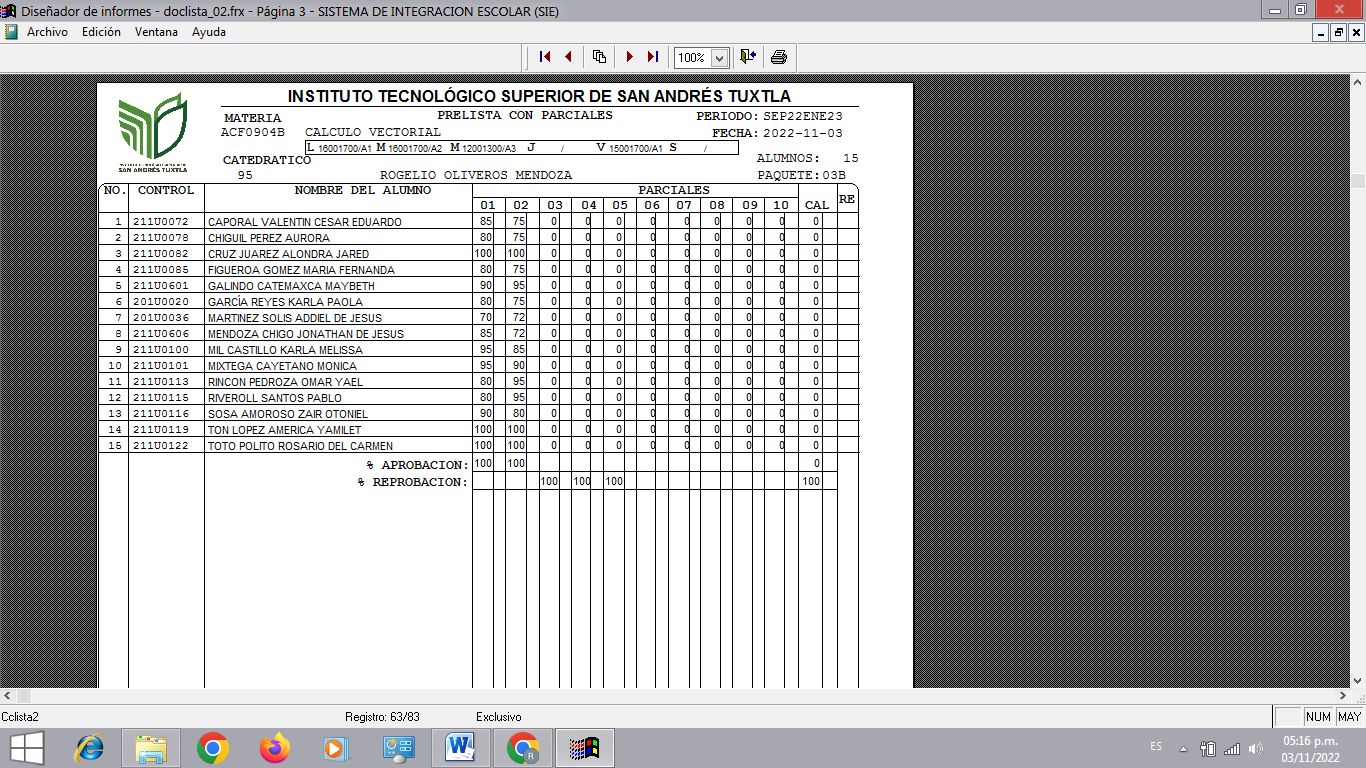 Diseñador de informes - doclista_02.frx - Página 3 - SISTEMA DE INTEGRACION ESCOLAR (SIE)
Archivo Edición Ventana Ayuda
100%
INSTITUTO TECNOLÓGICO SUPERIOR DE SAN ANDRÉS TUXTLA
MATERIA PRELISTA CON PARCIALES PERIODO: SEP22ENE23
ACF0904B CALCULO VECTORIAL FECHA: 2022-11-03
L 16001700/A1 M 16001700/A2 M 12001300/A3 J / V 15001700/A1 S /
SAN ANDRÉS TUXTLA
CATEDRATICO ALUMNOS: 15
95 ROGELIO OLIVEROS MENDOZA PAQUETE:03B
NO. CONTROL NOMBRE DEL ALUMNO PARCIALES RE
01 02 03 04 05 06 07 08 09 10 CAL
1 211U0072 CAPORAL VALENTIN CESAR EDUARDO 85 75 0 0 0 0 0 0 0 0 0
2 211U0078 CHIGUIL PEREZ AURORA 80 75 0 0 0 0 0 0 0 0 0
3 211U0082 CRUZ JUAREZ ALONDRA JARED 100 100 0 0 0 0 0 0 0 0 0
4 211U0085 FIGUEROA GOMEZ MARIA FERNANDA 80 75 0 0 0 0 0 0 0 0 0
5 211U0601 GALINDO CATEMAXCA MAYBETH 90 95 0 0 0 0 0 0 0 0 0
6 201U0020 GARCÍA REYES KARLA PAOLA 80 75 0 0 0 0 0 0 0 0 0
7 201U0036 MARTINEZ SOLIS ADDIEL DE JESUS 70 72 0 0 0 0 0 0 0 0 0
8 211U0606 MENDOZA CHIGO JONATHAN DE JESUS 85 72 0 0 0 0 0 0 0 0 0
9 211U0100 MIL CASTILLO KARLA MELISSA 95 85 0 0 0 0 0 0 0 0 0
10 211U0101 MIXTEGA CAYETANO MONICA 95 90 0 0 0 0 0 0 0 0 0
11 211U0113 RINCON PEDROZA OMAR YAEL 80 95 0 0 0 0 0 0 0 0 0
12 211U0115 RIVEROLL SANTOS PABLO 80 95 0 0 0 0 0 0 0 0 0
13 211U0116 SOSA AMOROSO ZAIR OTONIEL 90 80 0 0 0 0 0 0 0 0 0
14 211U0119 TON LOPEZ AMERICA YAMILET 100 100 0 0 0 0 0 0 0 0 0
15 211U0122 TOTO POLITO ROSARIO DEL CARMEN 100 100 0 0 0 0 0 0 0 0 0
% APROBACION: 100 100 0
% REPROBACION: 100 100 100 100
Cclista2 Registro: 63/83 Exclusivo NUM MAY
ES 05:16 p.m.
03/11/2022